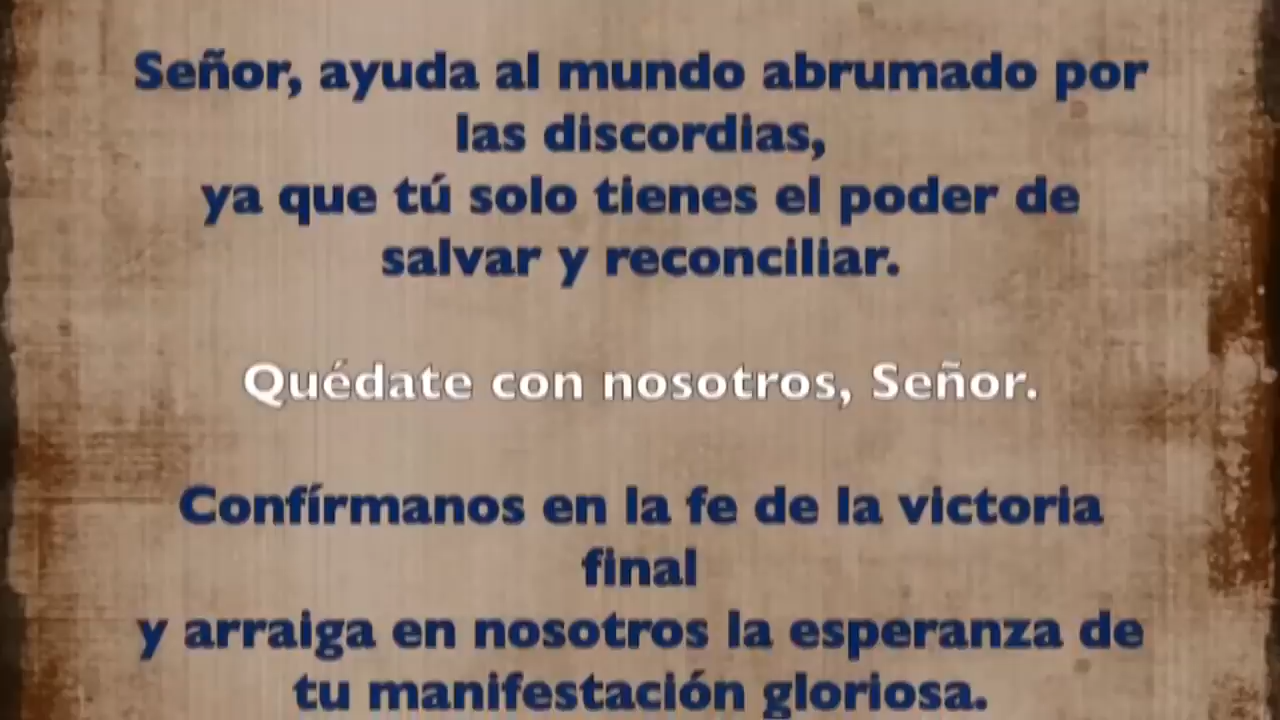 Señor, ayuda al mundo abrumado por
las discordias,
ya que tú solo tienes el poder de
salvar y reconciliar.
Quédate con nosotros, Señor.
Confírmanos en la fe de la victoria
final
y arraiga en nosotros la esperanza de
tu manifestación gloriosa.